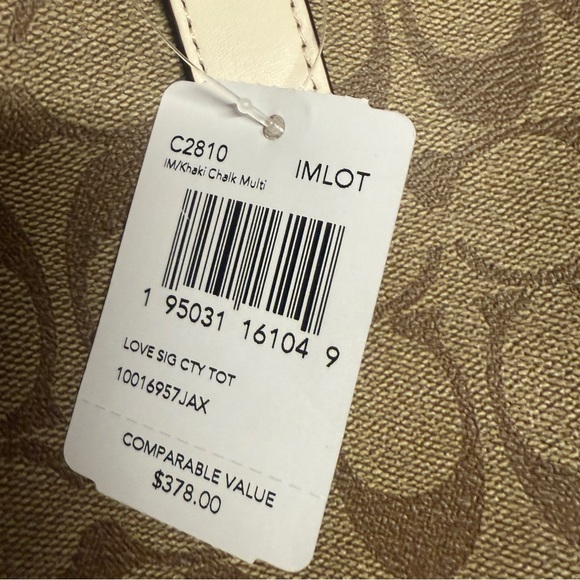 C2810 IMLOT
IM/Khaki Chalk Multi
1 95031 16104 9
LOVE SIG CTY TOT
10016957JAX
COMPARABLE VALUE
$378.00